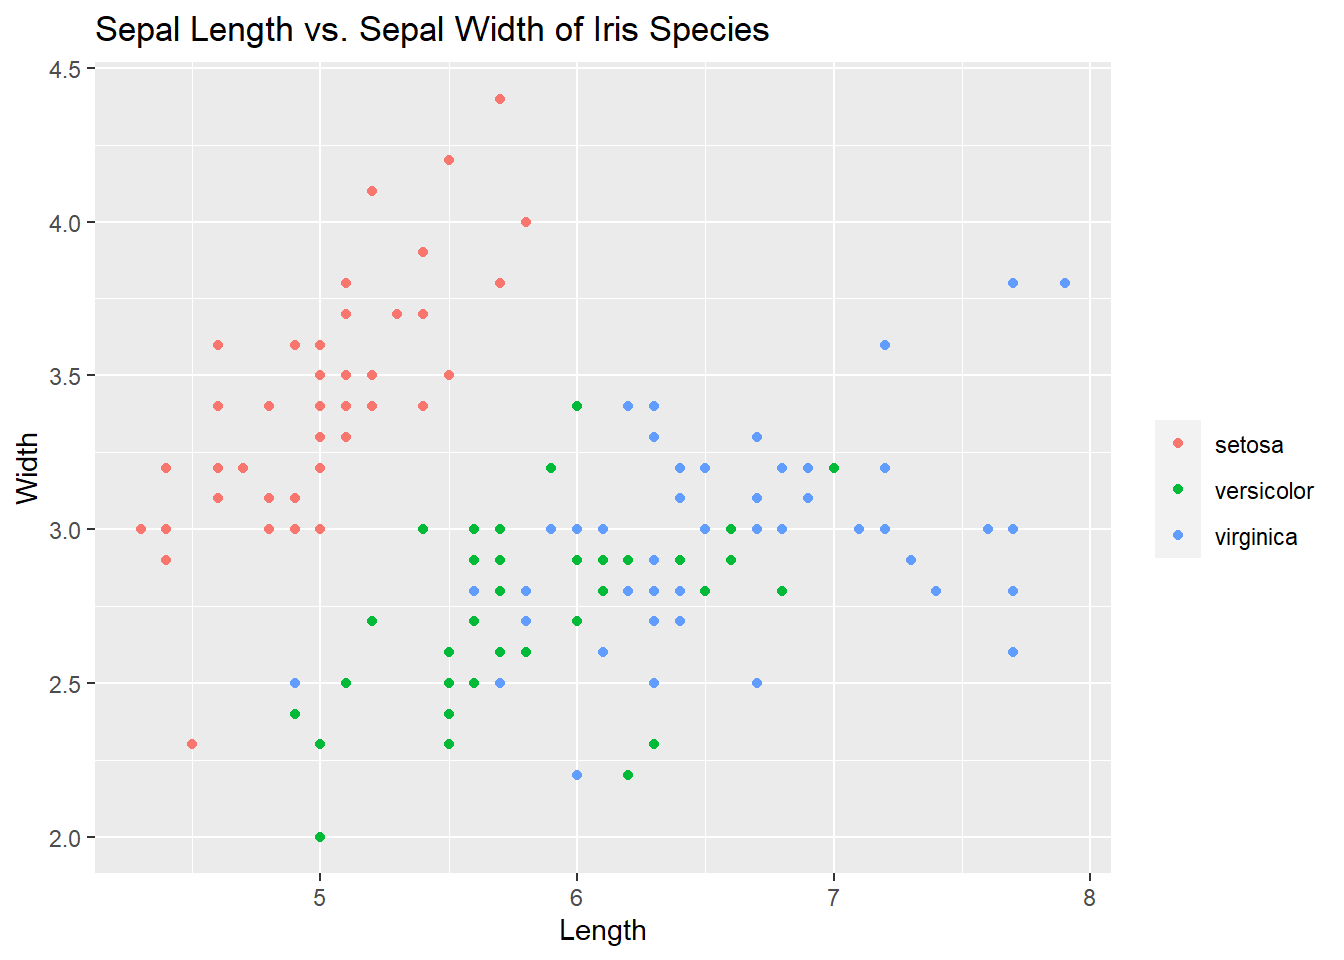 Sepal Length vs. Sepal Width of Iris Species
4.5
4.0
3.5
3.0
2.5
2.0
Width
5 6 7 8
Length
setosa
versicolor
virginica